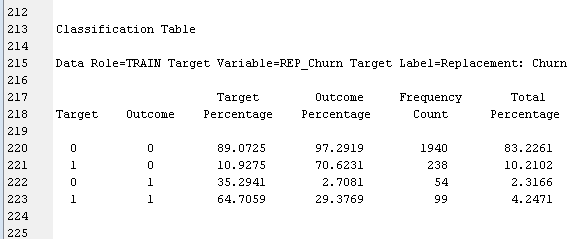 212
213 Classification Table
214
215 Data Role=TRAIN Target Variable=REP_Churn Target Label=Replacement: Churn
216
217 Target Outcome Frequency Total
218 Target Outcome Percentage Percentage Count Percentage
219
220 0 0 89.0725 97.2919 1940 83.2261
221 1 0 10.9275 70.6231 238 10.2102
222 0 1 35.2941 2.7081 54 2.3166
223 1 1 64.7059 29.3769 99 4.2471
224
225